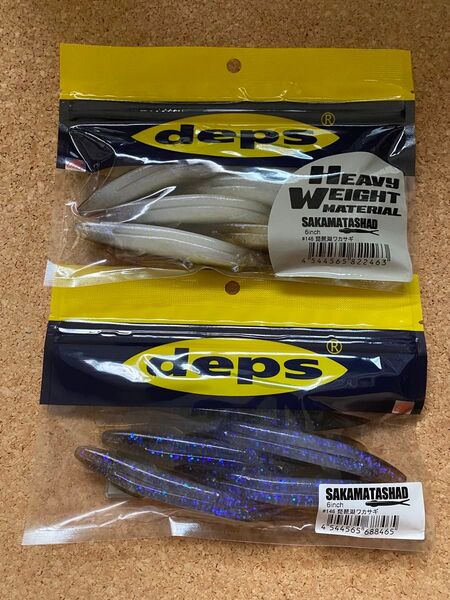 deps®
HEAVY
WEIGHT
MATERIAL
SAKAMATASHAD
6inch
#146 琵琶湖ワカサギ
4 544565 822463
deps®
SAKAMATASHAD
6inch
#146 琵琶湖ワカサギ
4 544565 688465